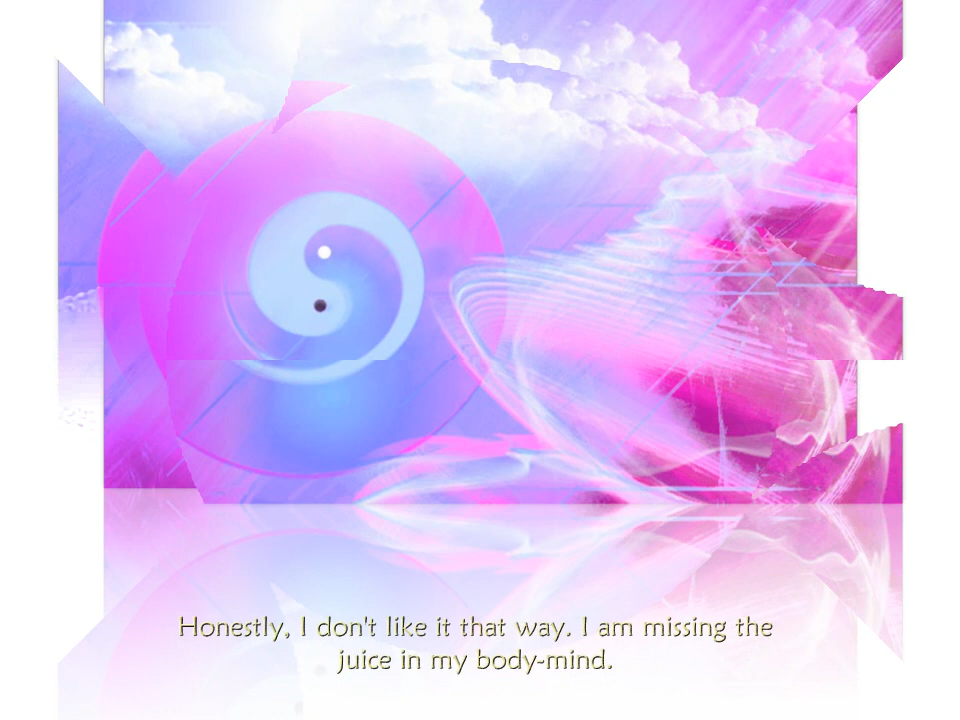 Honestly, I don't like it that way. I am missing the
juice in my body-mind.